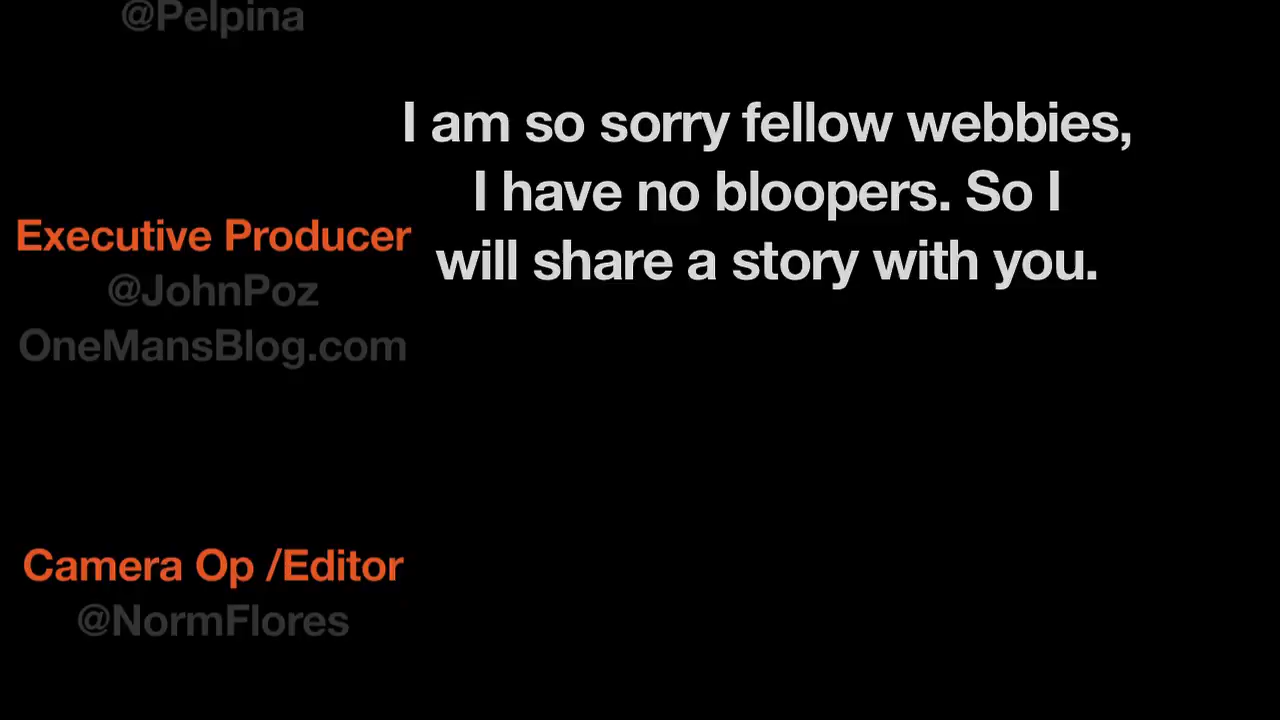 @Pelpina
I am so sorry fellow webbies,
I have no bloopers. So I
will share a story with you.
Executive Producer
@JohnPoz
OneMansBlog.com
Camera Op /Editor
@NormFlores